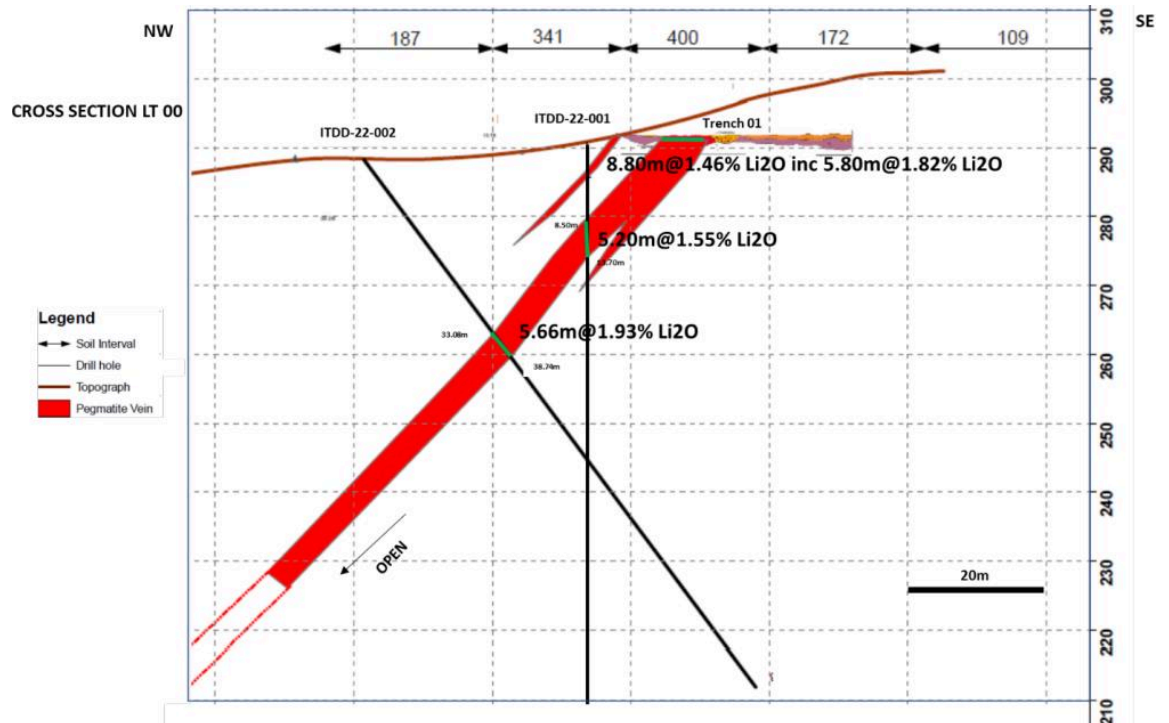 NW
187
341
400
172
109
SE
310
CROSS SECTION LT 00
300
ITDD-22-002
ITDD-22-001
Trench 01
290
8.80m@1.46% Li2O inc 5.80m@1.82% Li2O
280
8.50m
5.20m@1.55% Li2O
270
Legend
Soil Interval
Drill hole
Topograph
Pegmatite Vein
33.08m
5.66m@1.93% Li2O
38.74m
260
250
240
OPEN
230
20m
220
210